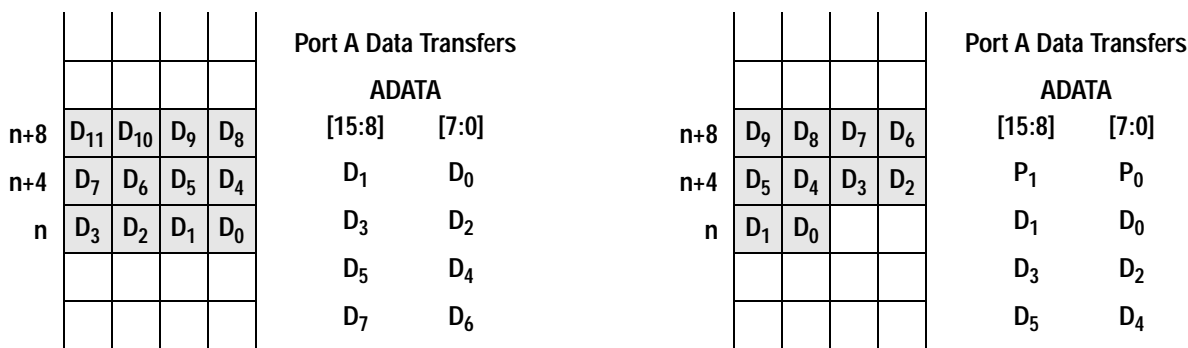 Port A Data Transfers
ADATA
[15:8] [7:0]
n+8 D11 D10 D9 D8
n+4 D7 D6 D5 D4
n D3 D2 D1 D0
D1 D0
D3 D2
D5 D4
D7 D6
Port A Data Transfers
ADATA
[15:8] [7:0]
n+8 D9 D8 D7 D6
n+4 D5 D4 D3 D2
n D1 D0
P1 P0
D1 D0
D3 D2
D5 D4